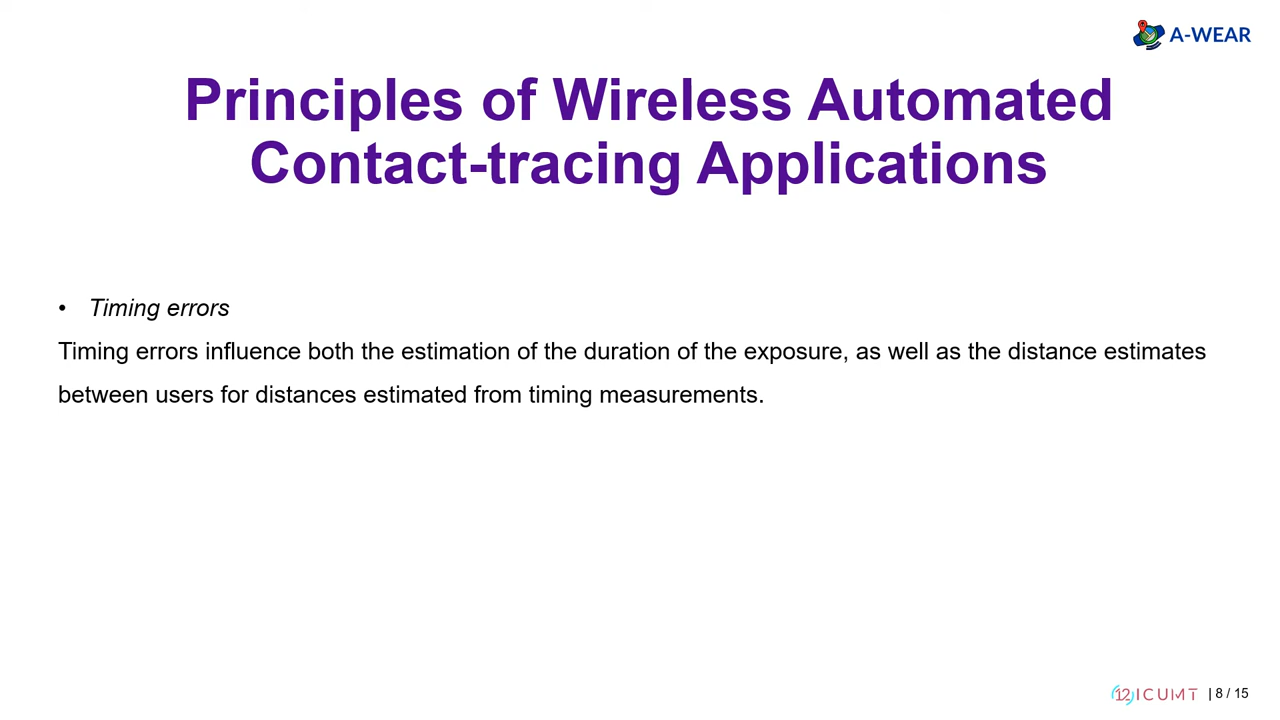 A-WEAR
Principles of Wireless Automated
Contact-tracing Applications
• Timing errors
Timing errors influence both the estimation of the duration of the exposure, as well as the distance estimates
between users for distances estimated from timing measurements.
12 ICUMT | 8 / 15